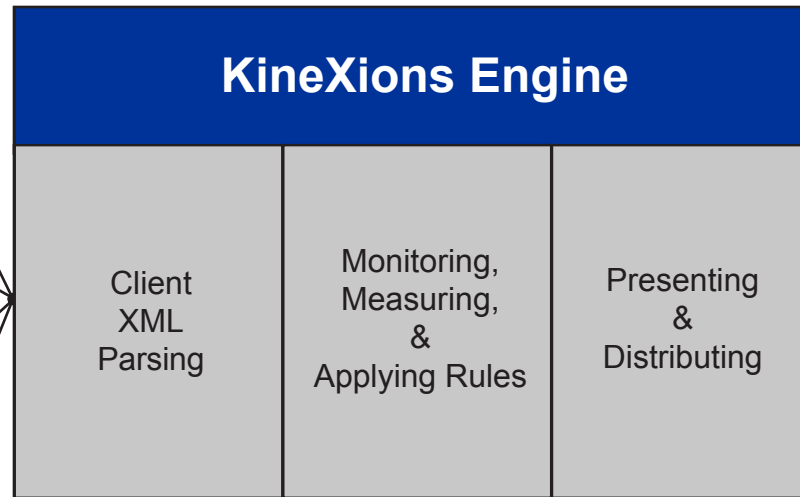 KineXions Engine
Client
XML
Parsing
Monitoring,
Measuring,
&
Applying Rules
Presenting
&
Distributing